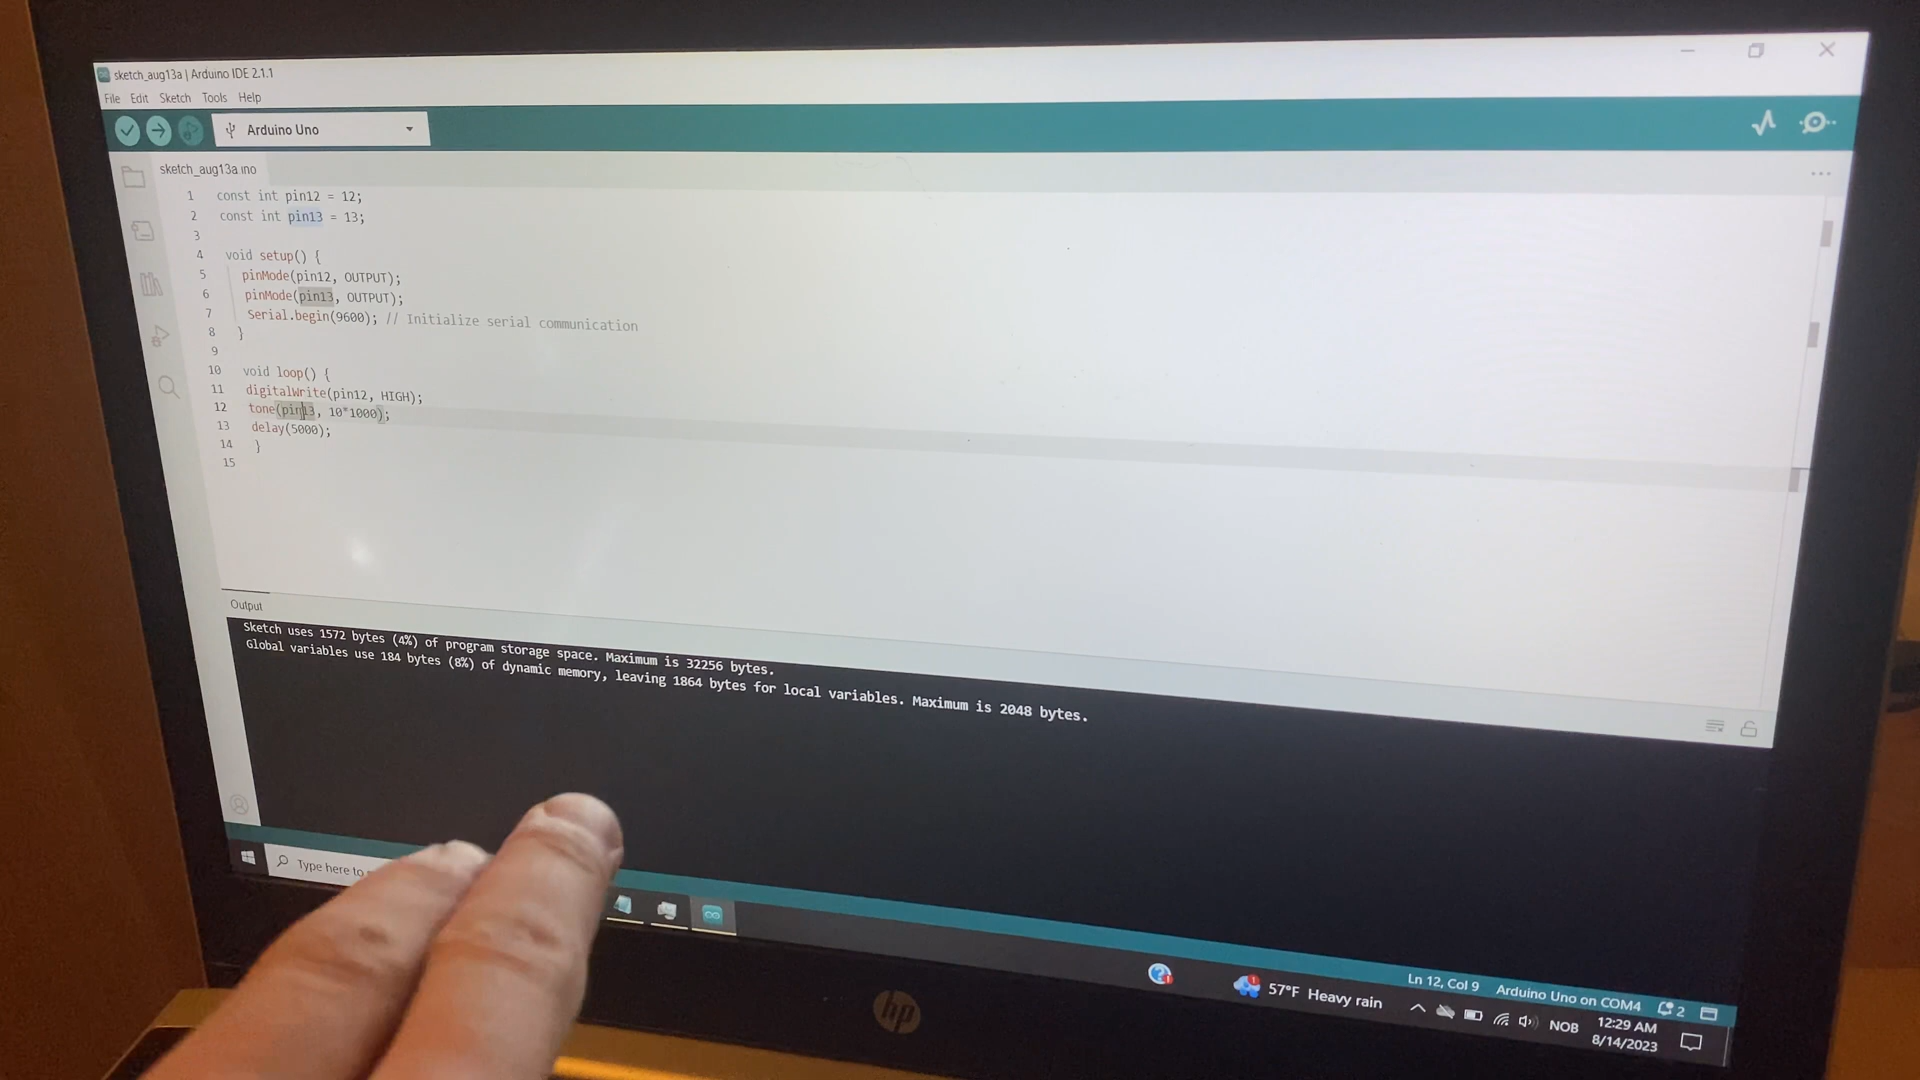 sketch_aug13a | Arduino IDE 2.1.1
File Edit Sketch Tools Help
Arduino Uno
sketch_aug13a.ino
1 const int pin12 = 12;
2 const int pin13 = 13;
3
4 void setup() {
5 pinMode(pin12, OUTPUT);
6 pinMode(pin13, OUTPUT);
7 Serial.begin(9600); // Initialize serial communication
8 }
9
10 void loop() {
11 digitalWrite(pin12, HIGH);
12 tone(pin13, 10*1000);
13 delay(5000);
14 }
15
Output
Sketch uses 1572 bytes (4%) of program storage space. Maximum is 32256 bytes.
Global variables use 184 bytes (8%) of dynamic memory, leaving 1864 bytes for local variables. Maximum is 2048 bytes.
Ln 12, Col 9 Arduino Uno on COM4 2
Type here to
57°F Heavy rain NOB 12:29 AM
8/14/2023
hp